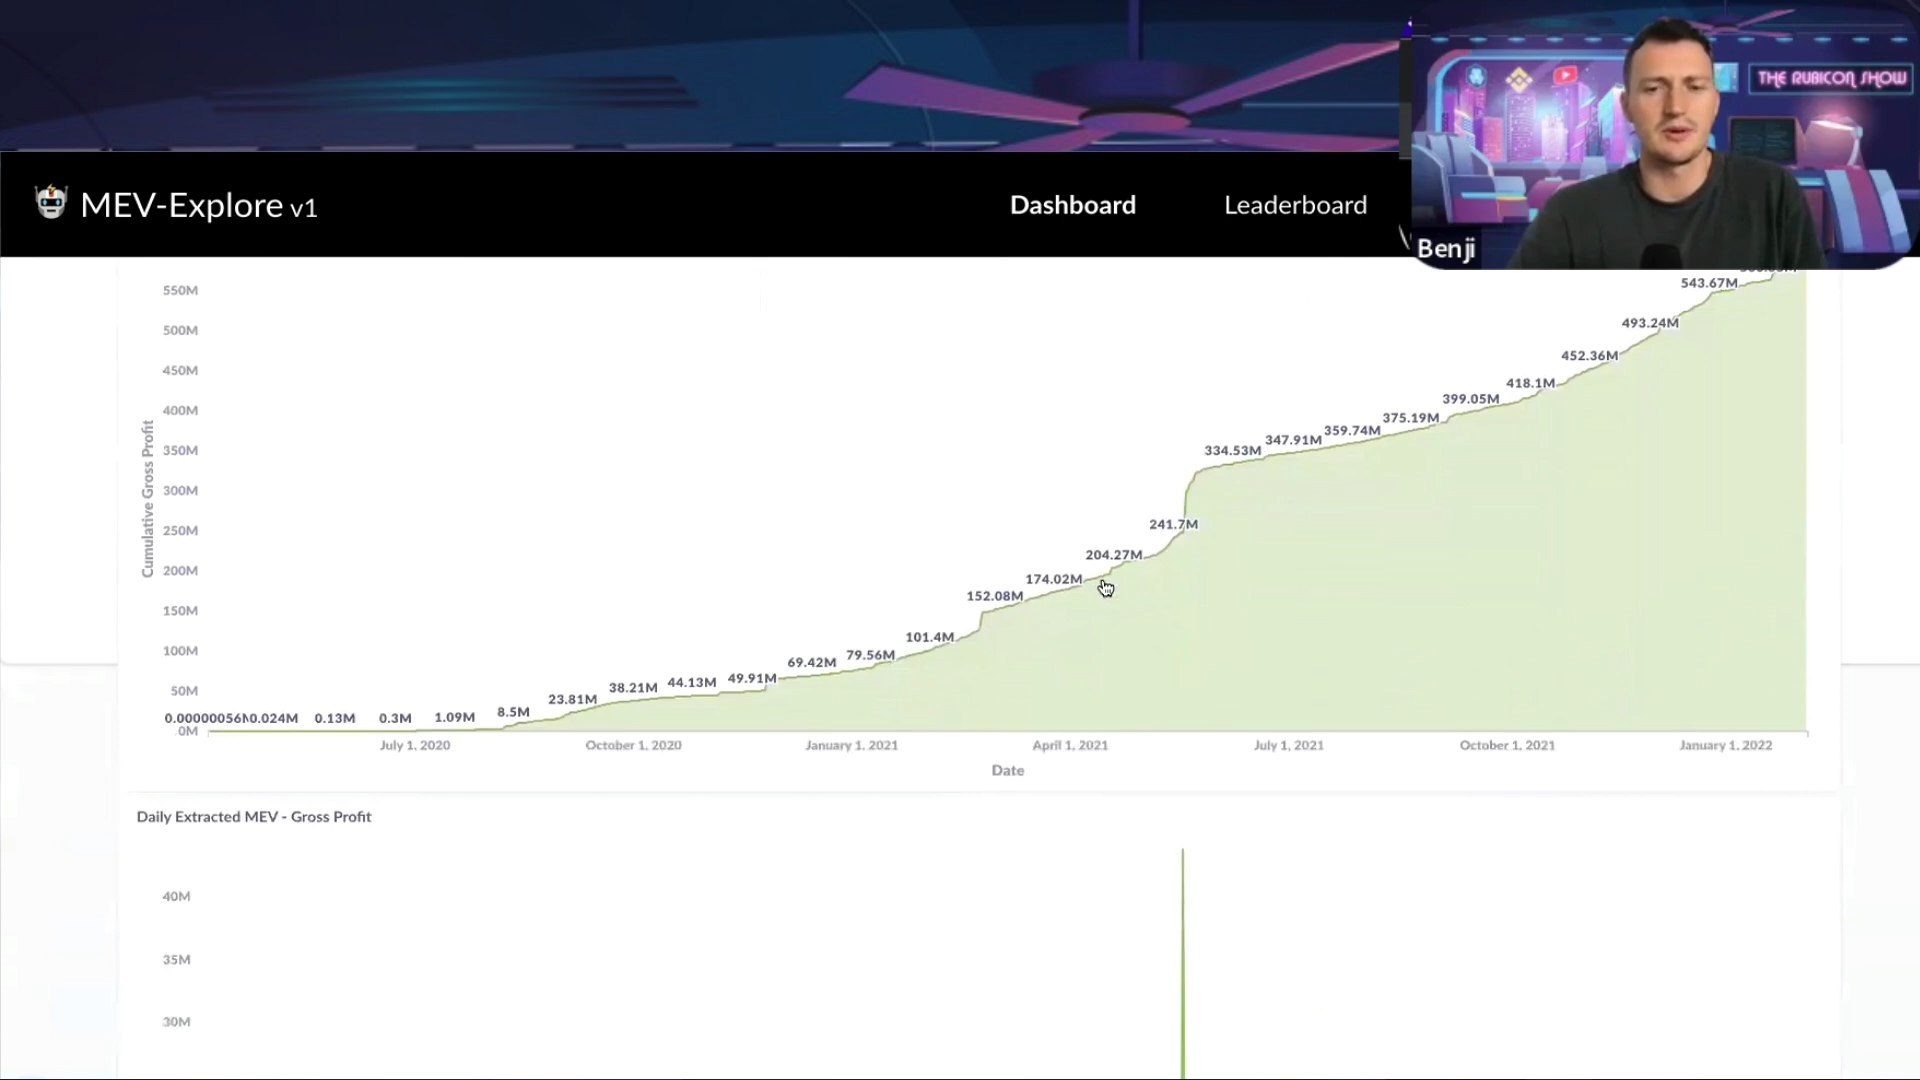 THE RUBICON SHOW
MEV-Explore v1
Dashboard
Leaderboard
Benji
Cumulative Gross Profit
550M
500M
450M
400M
350M
300M
250M
200M
150M
100M
50M
0M
0.00000056M
0.024M
0.13M
0.3M
1.09M
8.5M
23.81M
38.21M
44.13M
49.91M
69.42M
79.56M
101.4M
152.08M
174.02M
204.27M
241.7M
334.53M
347.91M
359.74M
375.19M
399.05M
418.1M
452.36M
493.24M
543.67M
July 1, 2020
October 1, 2020
January 1, 2021
April 1, 2021
July 1, 2021
October 1, 2021
January 1, 2022
Date
Daily Extracted MEV - Gross Profit
40M
35M
30M